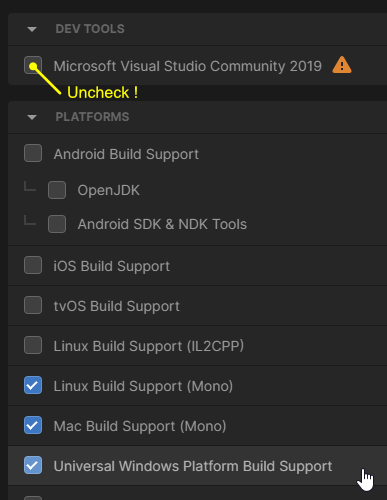 DEV TOOLS
Microsoft Visual Studio Community 2019
Uncheck !
PLATFORMS
Android Build Support
OpenJDK
Android SDK & NDK Tools
iOS Build Support
tvOS Build Support
Linux Build Support (IL2CPP)
Linux Build Support (Mono)
Mac Build Support (Mono)
Universal Windows Platform Build Support